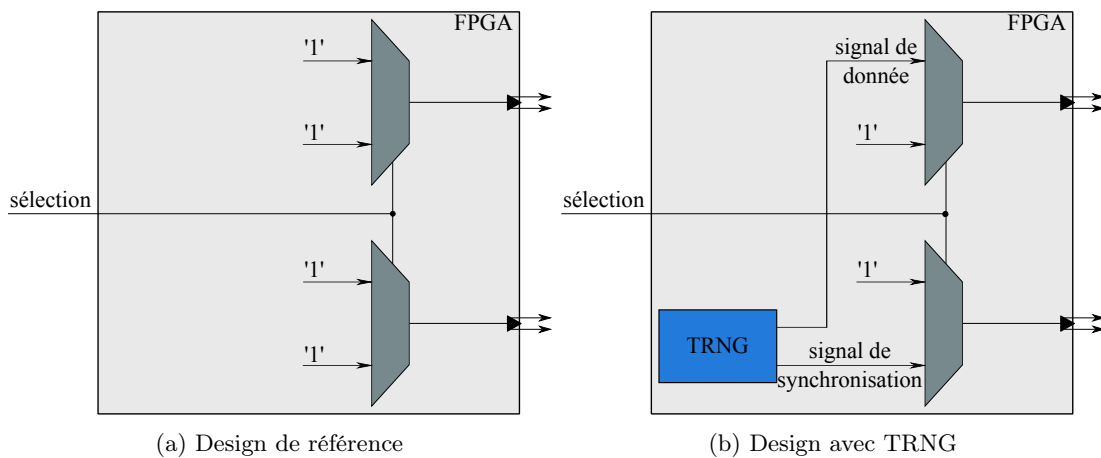 FPGA
'1'
'1'
sélection
'1'
'1'
(a) Design de référence
FPGA
signal de
donnée
'1'
sélection
'1'
TRNG
signal de
synchronisation
(b) Design avec TRNG